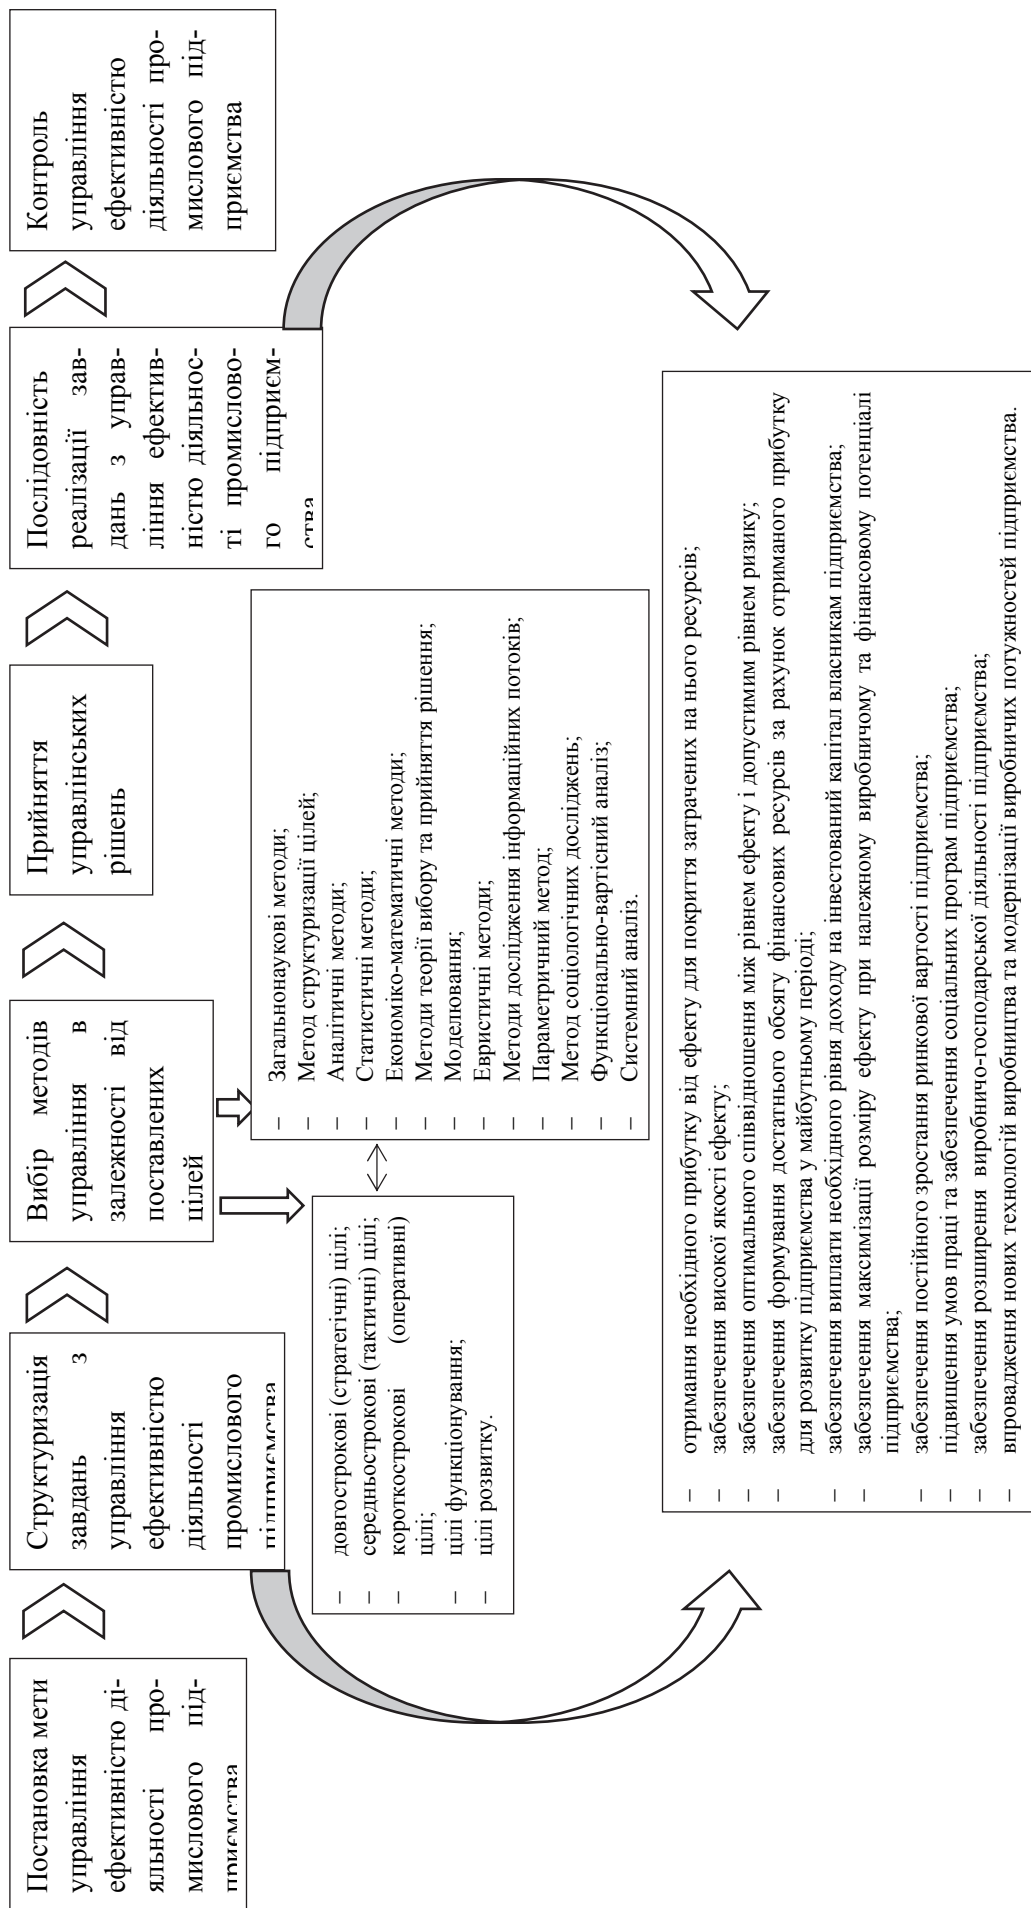 Постановка мети
управління
ефективністю ді-
яльності про-
мислового під-
приємства
Структуризація
завдань з
управління
ефективністю
діяльності
промислового
підприємства
Вибір методів
управління в
залежності від
поставлених
цілей
Прийняття
управлінських
рішень
Послідовність
реалізації зав-
дань з управ-
ління ефектив-
ністю діяльнос-
ті промислово-
го підприєм-
ства
Контроль
управління
ефективністю
діяльності про-
мислового під-
приємства
– довгострокові (стратегічні) цілі;
– середньострокові (тактичні) цілі;
– короткострокові (оперативні)
цілі;
– цілі функціонування;
– цілі розвитку.
– Загальнонаукові методи;
– Метод структуризації цілей;
– Аналітичні методи;
– Статистичні методи;
– Економіко-математичні методи;
– Методи теорії вибору та прийняття рішення;
– Моделювання;
– Евристичні методи;
– Методи дослідження інформаційних потоків;
– Параметричний метод;
– Метод соціологічних досліджень;
– Функціонально-вартісний аналіз;
– Системний аналіз.
– отримання необхідного прибутку від ефекту для покриття затрачених на нього ресурсів;
– забезпечення високої якості ефекту;
– забезпечення оптимального співвідношення між рівнем ефекту і допустимим рівнем ризику;
– забезпечення формування достатнього обсягу фінансових ресурсів за рахунок отриманого прибутку
для розвитку підприємства у майбутньому періоді;
– забезпечення виплати необхідного рівня доходу на інвестований капітал власникам підприємства;
– забезпечення максимізації розміру ефекту при належному виробничому та фінансовому потенціалі
підприємства;
– забезпечення постійного зростання ринкової вартості підприємства;
– підвищення умов праці та забезпечення соціальних програм підприємства;
– забезпечення розширення виробничо-господарської діяльності підприємства;
– впровадження нових технологій виробництва та модернізації виробничих потужностей підприємства.